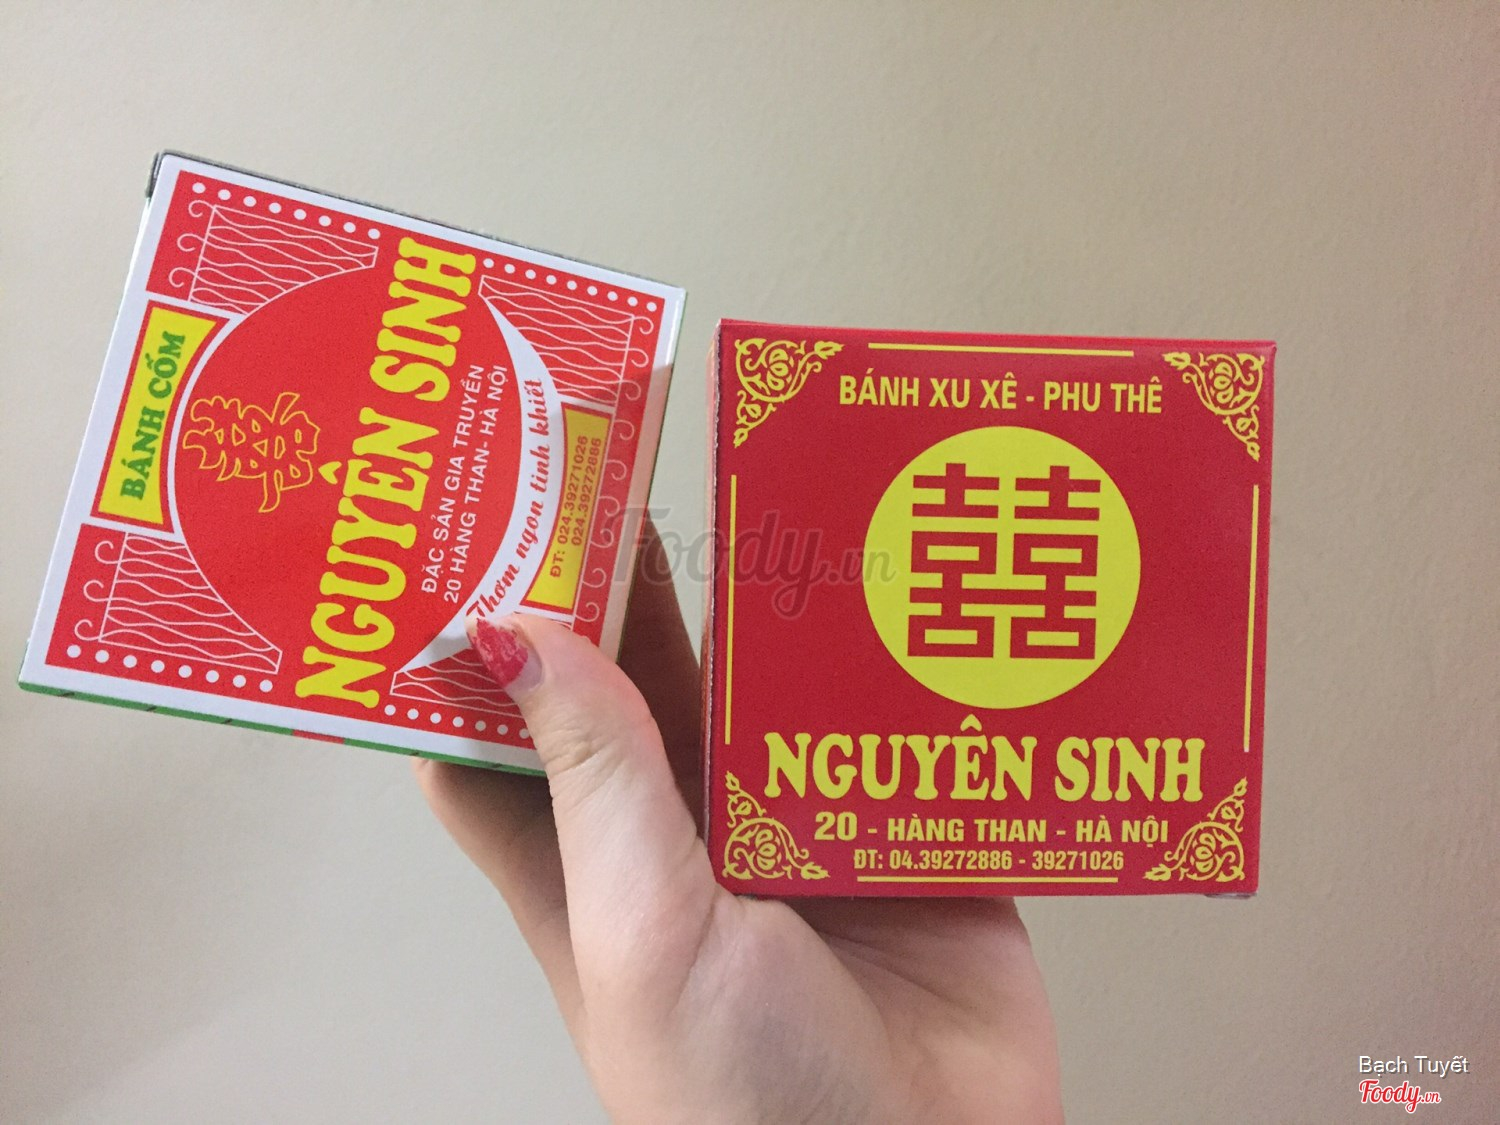 BÁNH CỐM
囍
NGUYÊN SINH
ĐẶC SẢN GIA TRUYỀN
20 HÀNG THAN- HÀ NỘI
Thơm ngon tinh khiết
ĐT: 024.39271026
024.39272886
BÁNH XU XÊ - PHU THÊ
囍
NGUYÊN SINH
20 - HÀNG THAN - HÀ NỘI
ĐT: 04.39272886 - 39271026
Foody.vn
Bạch Tuyết
Foody.vn